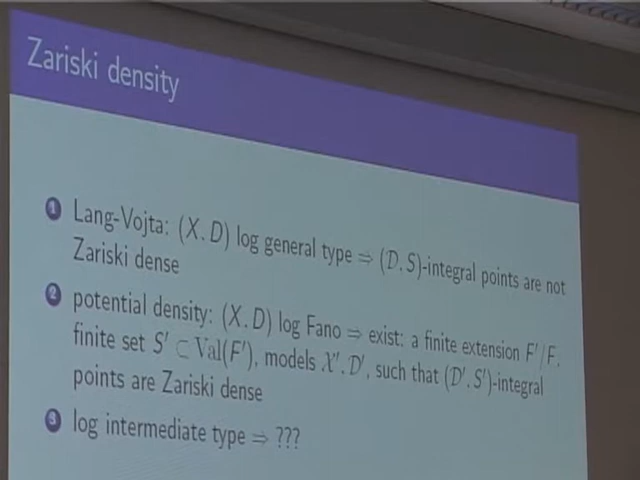 Zariski density
1 Lang-Vojta: (X, D) log general type ⇒ (𝒟, S)-integral points are not
Zariski dense
2 potential density: (X, D) log Fano ⇒ exist: a finite extension F′/F,
finite set S′ ⊂ Val(F′), models 𝒳′, 𝒟′, such that (𝒟′, S′)-integral
points are Zariski dense
3 log intermediate type ⇒ ???